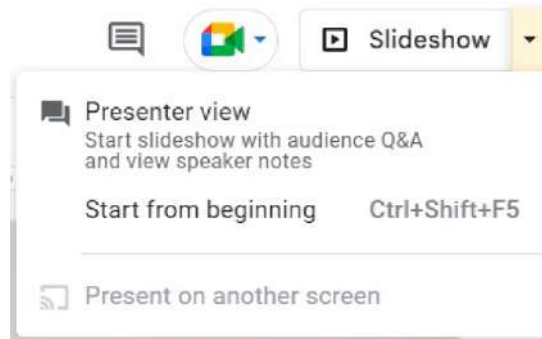 Slideshow
Presenter view
Start slideshow with audience Q&A
and view speaker notes
Start from beginning Ctrl+Shift+F5
Present on another screen